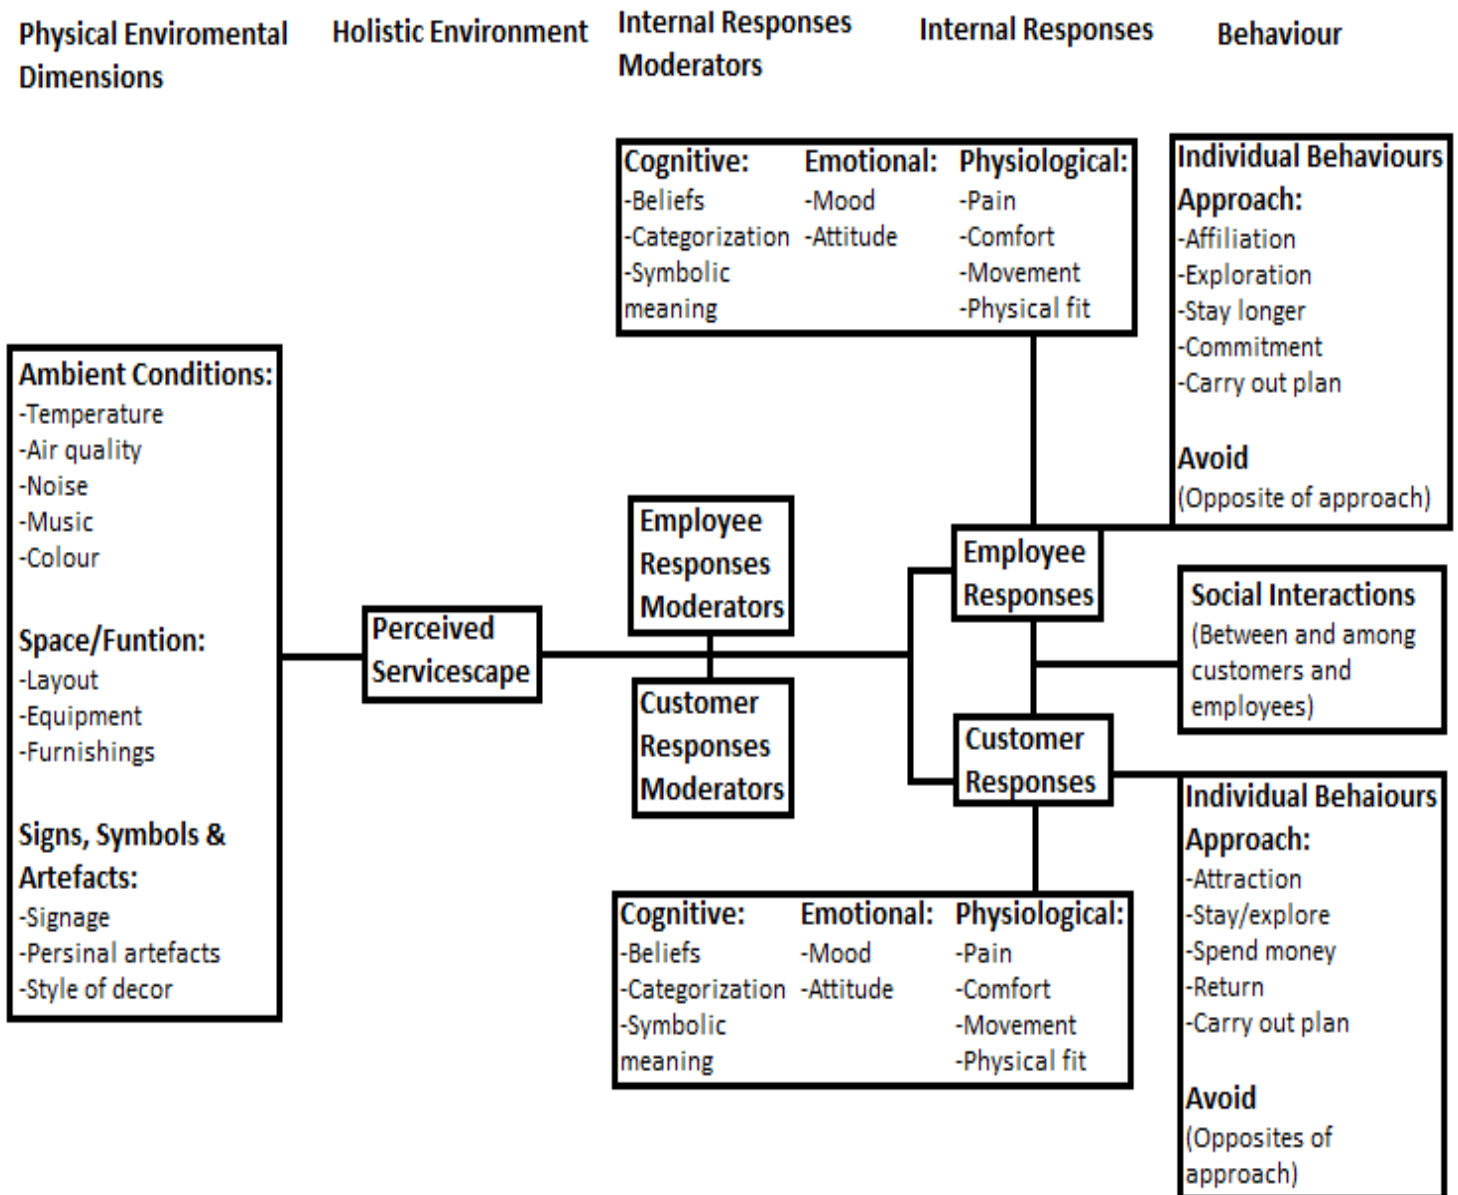 Physical Enviromental
Dimensions
Holistic Environment
Internal Responses
Moderators
Internal Responses
Behaviour
Ambient Conditions:
-Temperature
-Air quality
-Noise
-Music
-Colour
Space/Funtion:
-Layout
-Equipment
-Furnishings
Signs, Symbols &
Artefacts:
-Signage
-Persinal artefacts
-Style of decor
Perceived
Servicescape
Employee
Responses
Moderators
Customer
Responses
Moderators
Cognitive:
-Beliefs
-Categorization
-Symbolic
meaning
Emotional:
-Mood
-Attitude
Physiological:
-Pain
-Comfort
-Movement
-Physical fit
Employee
Responses
Customer
Responses
Cognitive:
-Beliefs
-Categorization
-Symbolic
meaning
Emotional:
-Mood
-Attitude
Physiological:
-Pain
-Comfort
-Movement
-Physical fit
Individual Behaviours
Approach:
-Affiliation
-Exploration
-Stay longer
-Commitment
-Carry out plan
Avoid
(Opposite of approach)
Social Interactions
(Between and among
customers and
employees)
Individual Behaiours
Approach:
-Attraction
-Stay/explore
-Spend money
-Return
-Carry out plan
Avoid
(Opposites of
approach)